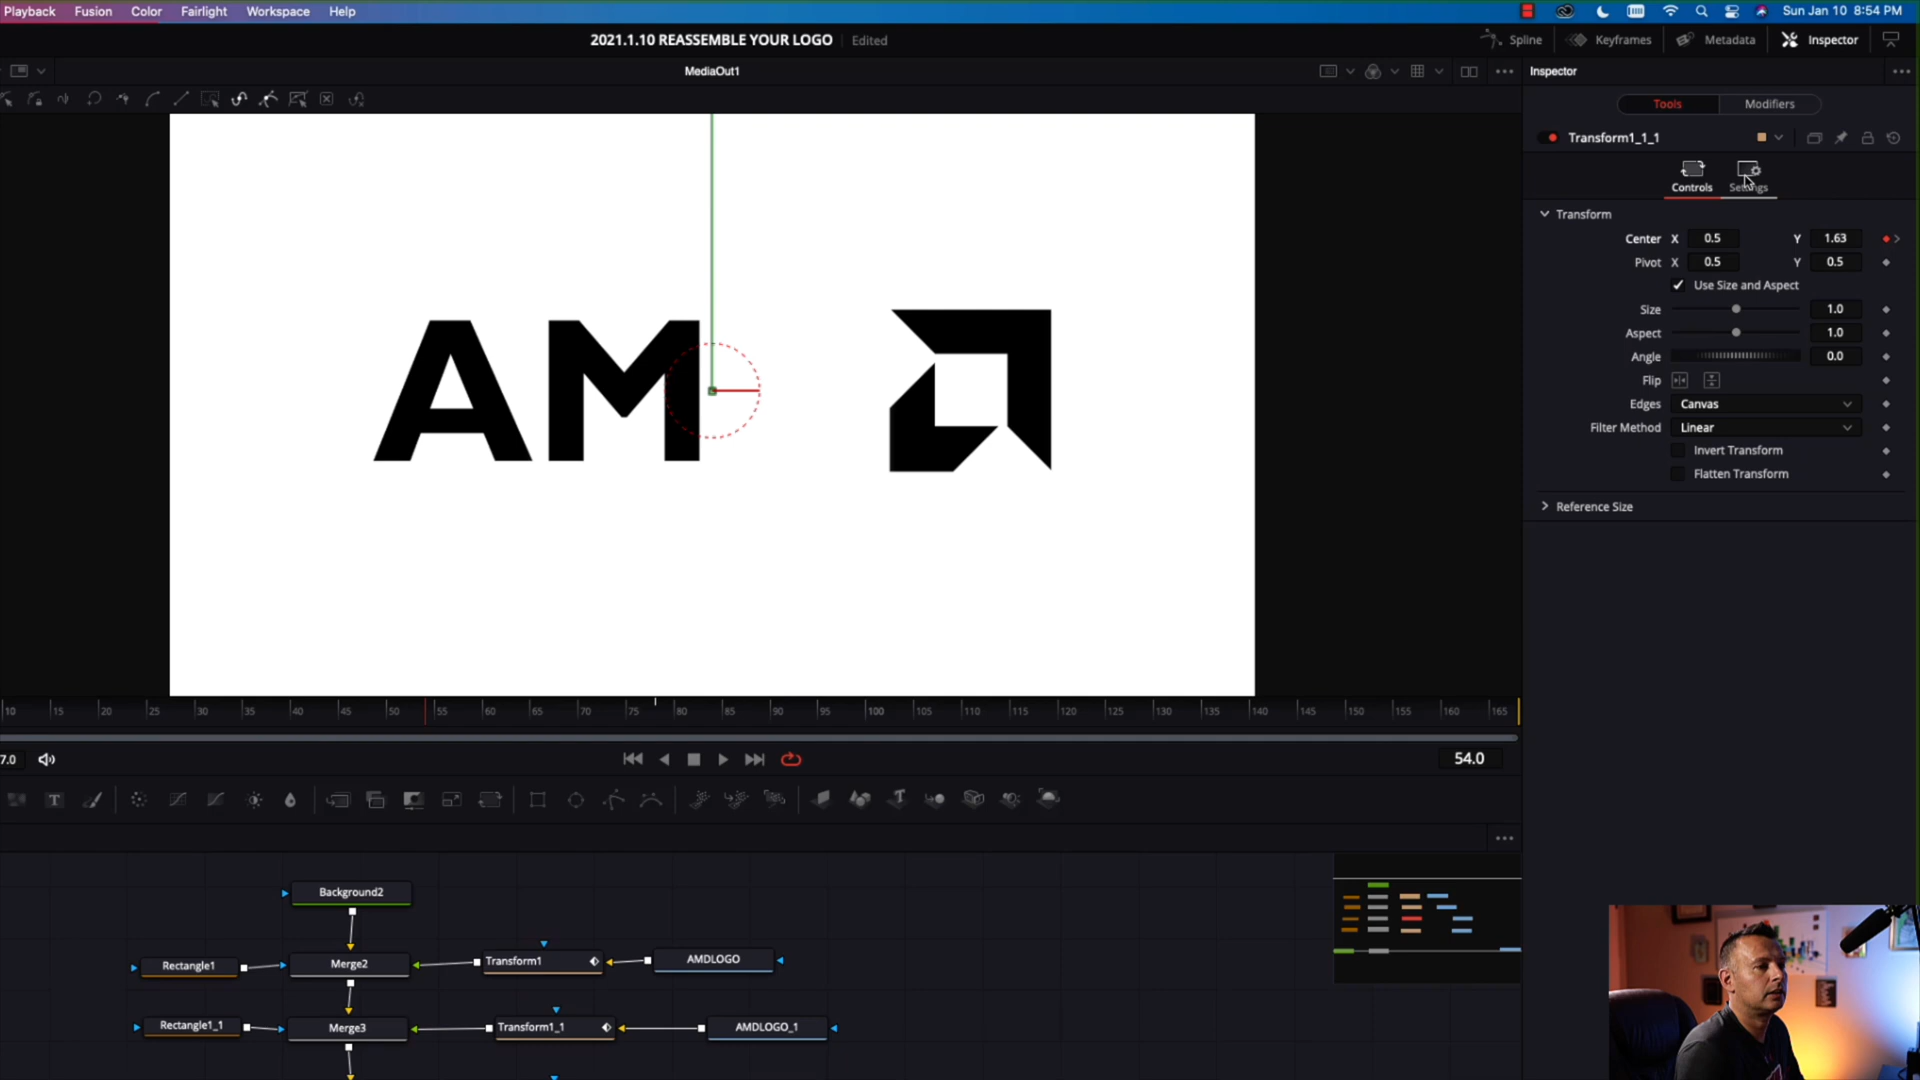 Playback Fusion Color Fairlight Workspace Help
Sun Jan 10 8:54 PM
2021.1.10 REASSEMBLE YOUR LOGO Edited
Spline Keyframes Metadata Inspector
MediaOut1
Inspector
Tools Modifiers
Transform1_1_1
Controls Settings
Transform
Center X 0.5 Y 1.63
Pivot X 0.5 Y 0.5
Use Size and Aspect
Size 1.0
Aspect 1.0
Angle 0.0
Flip
Edges Canvas
Filter Method Linear
Invert Transform
Flatten Transform
Reference Size
AM
10 15 20 25 30 35 40 45 50 55 60 65 70 75 80 85 90 95 100 105 110 115 120 125 130 135 140 145 150 155 160 165
7.0
54.0
Background2
Rectangle1 Merge2 Transform1 AMDLOGO
Rectangle1_1 Merge3 Transform1_1 AMDLOGO_1